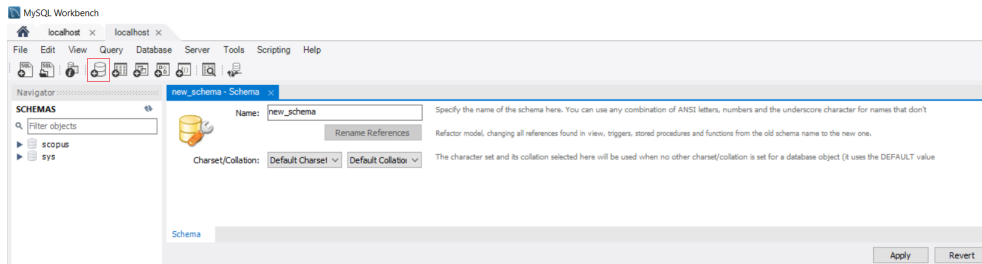 MySQL Workbench
localhost × localhost ×
File Edit View Query Database Server Tools Scripting Help
Navigator
SCHEMAS
Filter objects
scopus
sys
new_schema - Schema ×
Name: new_schema
Specify the name of the schema here. You can use any combination of ANSI letters, numbers and the underscore character for names that don't
Rename References
Refactor model, changing all references found in view, triggers, stored procedures and functions from the old schema name to the new one.
Charset/Collation: Default Charset Default Collation
The character set and its collation selected here will be used when no other charset/collation is set for a database object (it uses the DEFAULT value
Schema
Apply Revert